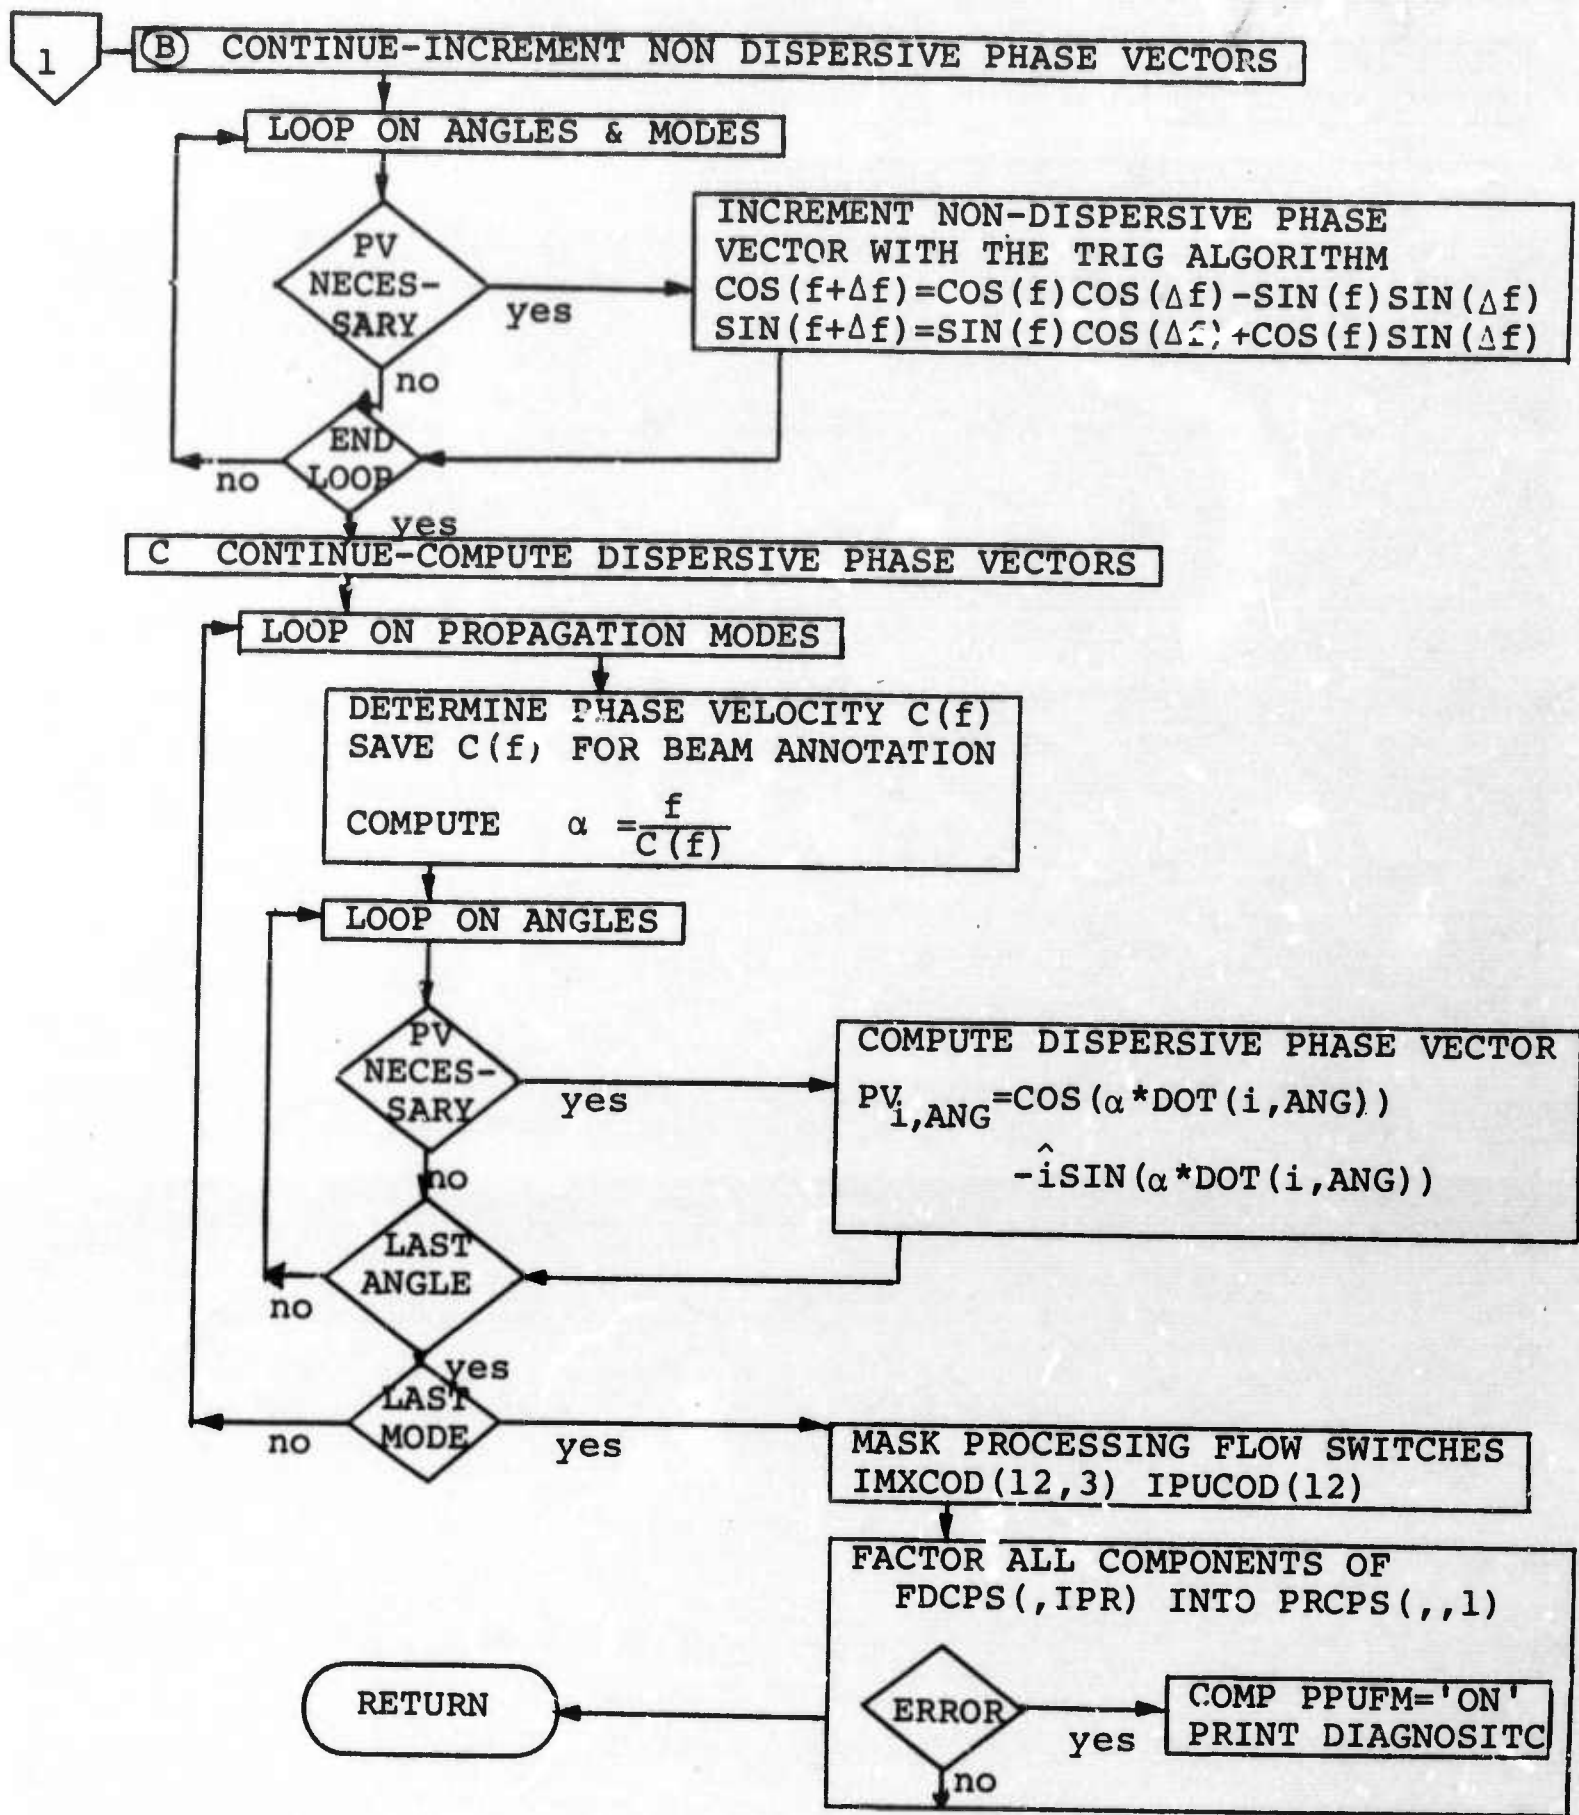 1
B CONTINUE-INCREMENT NON DISPERSIVE PHASE VECTORS
LOOP ON ANGLES & MODES
PV
NECES-
SARY
yes
no
INCREMENT NON-DISPERSIVE PHASE
VECTOR WITH THE TRIG ALGORITHM
COS(f+Δf)=COS(f)COS(Δf)-SIN(f)SIN(Δf)
SIN(f+Δf)=SIN(f)COS(Δf)+COS(f)SIN(Δf)
END
LOOP
no
yes
C CONTINUE-COMPUTE DISPERSIVE PHASE VECTORS
LOOP ON PROPAGATION MODES
DETERMINE PHASE VELOCITY C(f)
SAVE C(f) FOR BEAM ANNOTATION
COMPUTE α = f / C(f)
LOOP ON ANGLES
PV
NECES-
SARY
yes
no
COMPUTE DISPERSIVE PHASE VECTOR
PVi,ANG=COS(α*DOT(i,ANG))
-îSIN(α*DOT(i,ANG))
LAST
ANGLE
no
yes
LAST
MODE
no
yes
MASK PROCESSING FLOW SWITCHES
IMXCOD(12,3) IPUCOD(12)
FACTOR ALL COMPONENTS OF
FDCPS(,IPR) INTO PRCPS(,,1)
ERROR
yes
no
COMP PPUFM='ON'
PRINT DIAGNOSITC
RETURN